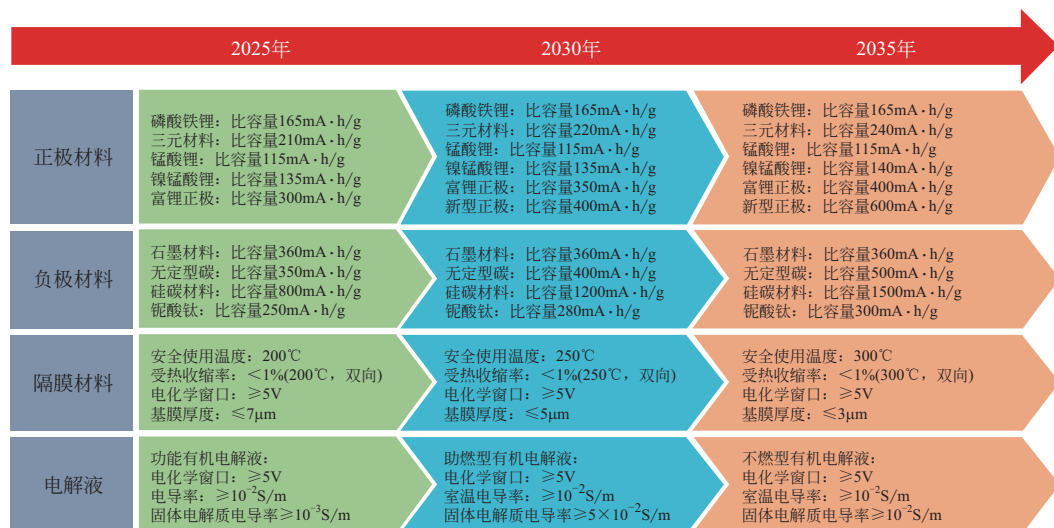 2025年
2030年
2035年
正极材料
磷酸铁锂：比容量165mA·h/g
三元材料：比容量210mA·h/g
锰酸锂：比容量115mA·h/g
镍锰酸锂：比容量135mA·h/g
富锂正极：比容量300mA·h/g
磷酸铁锂：比容量165mA·h/g
三元材料：比容量220mA·h/g
锰酸锂：比容量115mA·h/g
镍锰酸锂：比容量135mA·h/g
富锂正极：比容量350mA·h/g
新型正极：比容量400mA·h/g
磷酸铁锂：比容量165mA·h/g
三元材料：比容量240mA·h/g
锰酸锂：比容量115mA·h/g
镍锰酸锂：比容量140mA·h/g
富锂正极：比容量400mA·h/g
新型正极：比容量600mA·h/g
负极材料
石墨材料：比容量360mA·h/g
无定型碳：比容量350mA·h/g
硅碳材料：比容量800mA·h/g
铌酸钛：比容量250mA·h/g
石墨材料：比容量360mA·h/g
无定型碳：比容量400mA·h/g
硅碳材料：比容量1200mA·h/g
铌酸钛：比容量280mA·h/g
石墨材料：比容量360mA·h/g
无定型碳：比容量500mA·h/g
硅碳材料：比容量1500mA·h/g
铌酸钛：比容量300mA·h/g
隔膜材料
安全使用温度：200℃
受热收缩率：<1%(200℃，双向)
电化学窗口：≥5V
基膜厚度：≤7μm
安全使用温度：250℃
受热收缩率：<1%(250℃，双向)
电化学窗口：≥5V
基膜厚度：≤5μm
安全使用温度：300℃
受热收缩率：<1%(300℃，双向)
电化学窗口：≥5V
基膜厚度：≤3μm
电解液
功能有机电解液：
电化学窗口：≥5V
电导率：≥10⁻²S/m
固体电解质电导率≥10⁻³S/m
助燃型有机电解液：
电化学窗口：≥5V
室温电导率：≥10⁻²S/m
固体电解质电导率≥5×10⁻²S/m
不燃型有机电解液：
电化学窗口：≥5V
室温电导率：≥10⁻²S/m
固体电解质电导率≥10⁻²S/m